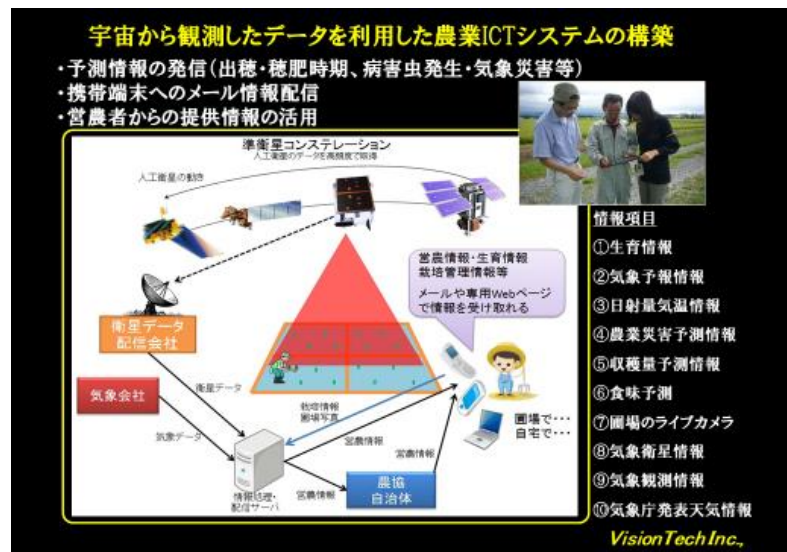 宇宙から観測したデータを利用した農業ICTシステムの構築
・予測情報の発信(出穂・穂肥時期、病害虫発生・気象災害等)
・携帯端末へのメール情報配信
・営農者からの提供情報の活用
準衛星コンステレーション
人工衛星のデータを高頻度で取得
人工衛星の動き
営農情報・生育情報
栽培管理情報等
メールや専用Webページ
で情報を受け取れる
衛星データ
配信会社
気象会社
衛星データ
気象データ
栽培情報
圃場写真
営農情報
営農情報
営農情報
圃場で・・・
自宅で・・・
情報処理・
配信サーバ
農協
自治体
情報項目
①生育情報
②気象予報情報
③日射量気温情報
④農業災害予測情報
⑤収穫量予測情報
⑥食味予測
⑦圃場のライブカメラ
⑧気象衛星情報
⑨気象観測情報
⑩気象庁発表天気情報
VisionTech Inc.,